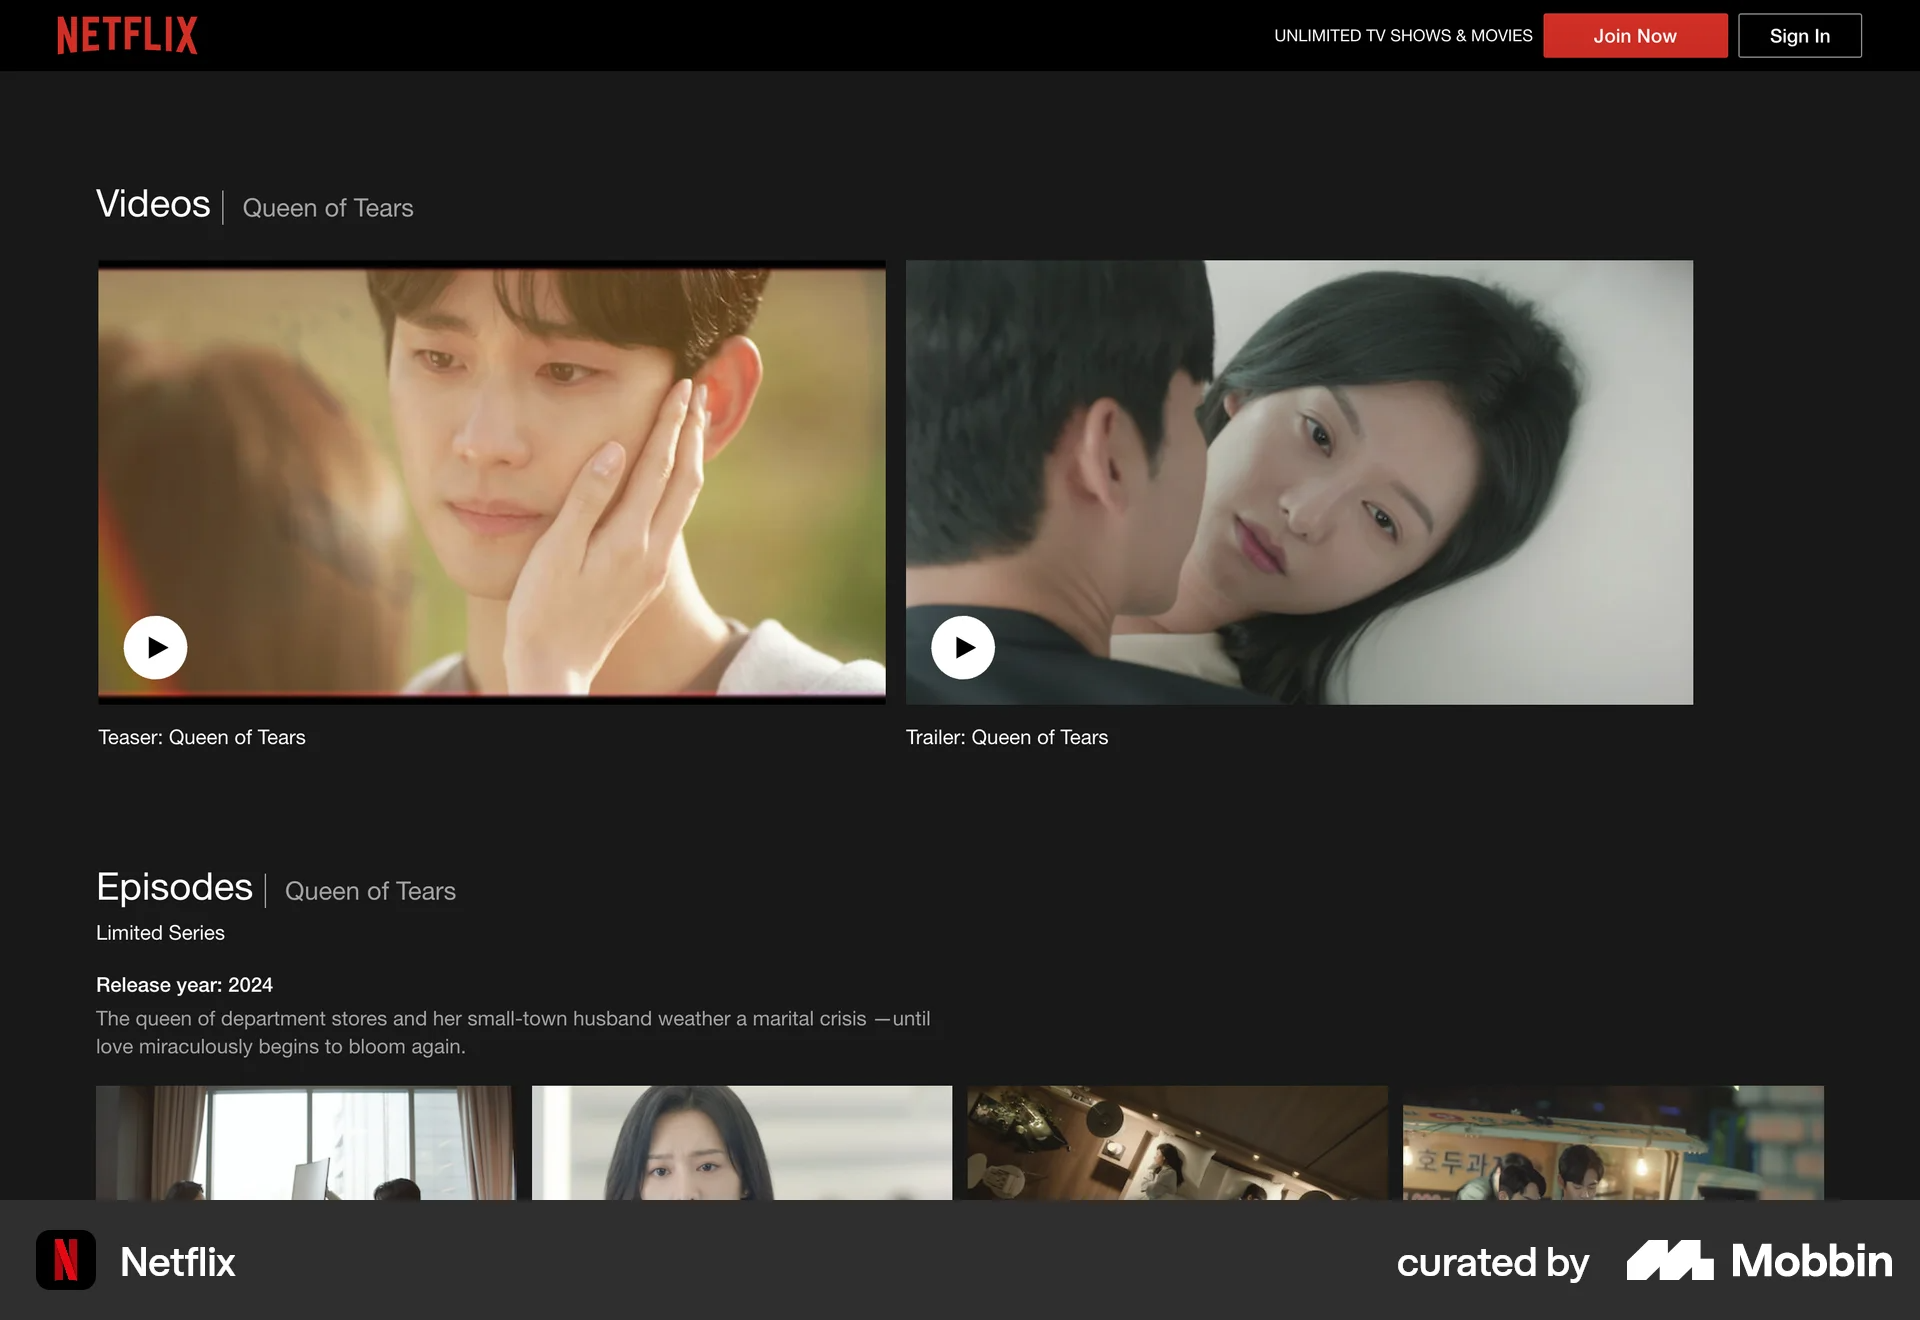 NETFLIX
UNLIMITED TV SHOWS & MOVIES
Join Now
Sign In
Videos
Queen of Tears
Teaser: Queen of Tears
Trailer: Queen of Tears
Episodes
Queen of Tears
Limited Series
Release year: 2024
The queen of department stores and her small-town husband weather a marital crisis —until
love miraculously begins to bloom again.
호두과자
N
Netflix
curated by
Mobbin